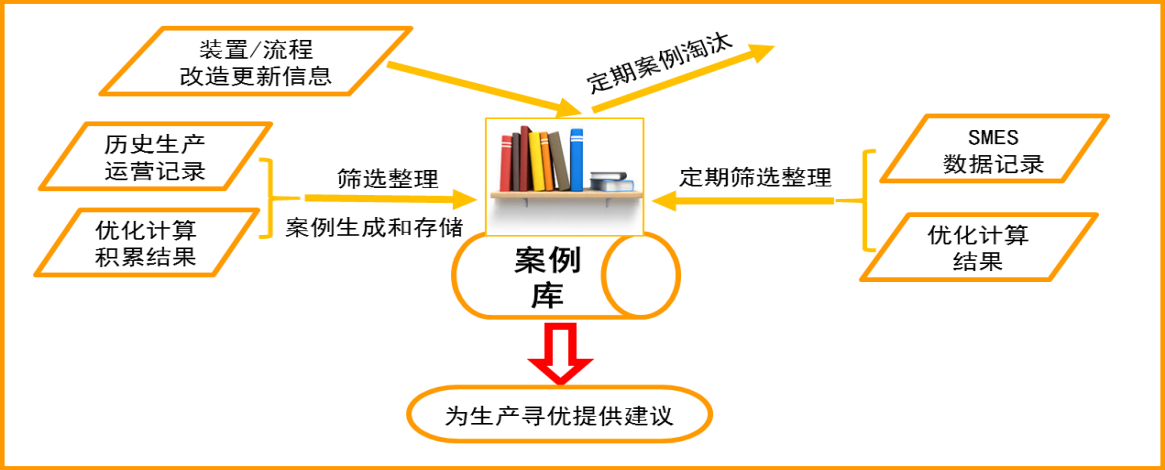 装置/流程
改造更新信息
定期案例淘汰
历史生产
运营记录
筛选整理
案例生成和存储
优化计算
积累结果
SMES
数据记录
定期筛选整理
优化计算
结果
案例
库
为生产寻优提供建议